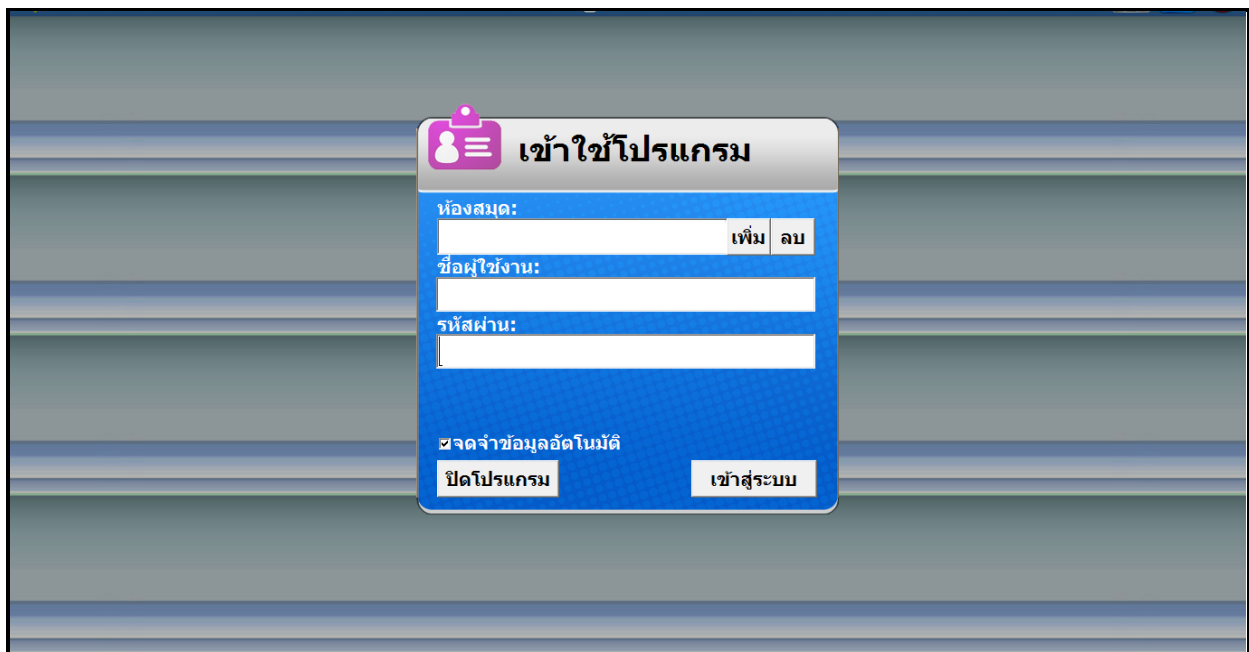 เข้าใช้โปรแกรม
ห้องสมุด:
เพิ่ม ลบ
ชื่อผู้ใช้งาน:
รหัสผ่าน:
จดจำข้อมูลอัตโนมัติ
ปิดโปรแกรม เข้าสู่ระบบ